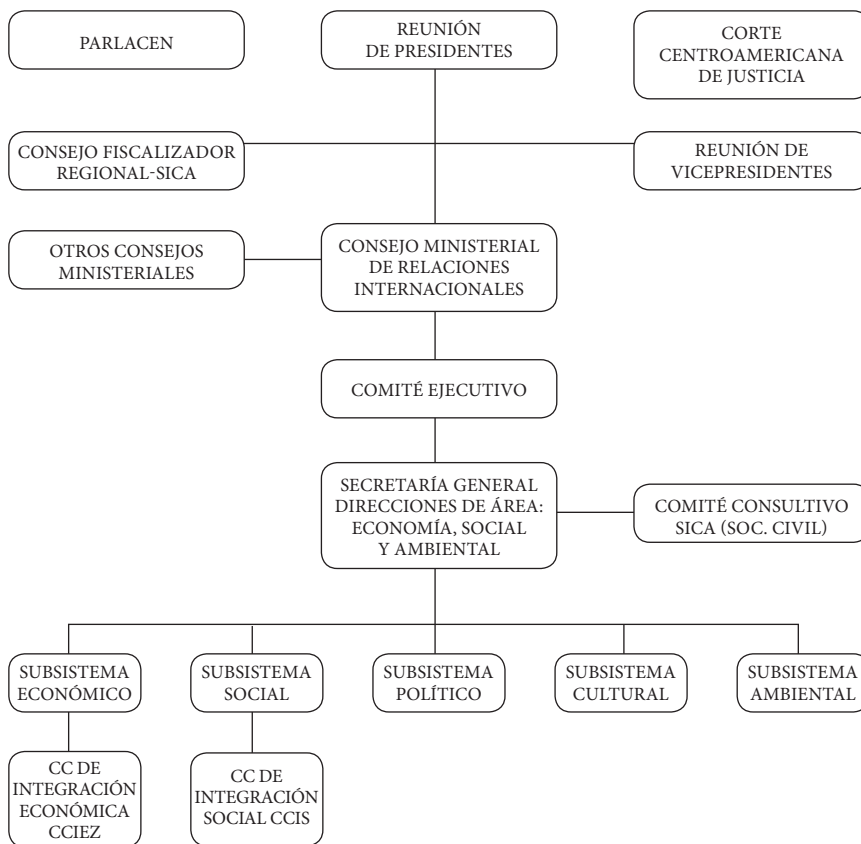 PARLACEN
REUNIÓN
DE PRESIDENTES
CORTE
CENTROAMERICANA
DE JUSTICIA
CONSEJO FISCALIZADOR
REGIONAL-SICA
REUNIÓN DE
VICEPRESIDENTES
OTROS CONSEJOS
MINISTERIALES
CONSEJO MINISTERIAL
DE RELACIONES
INTERNACIONALES
COMITÉ EJECUTIVO
SECRETARÍA GENERAL
DIRECCIONES DE ÁREA:
ECONOMÍA, SOCIAL
Y AMBIENTAL
COMITÉ CONSULTIVO
SICA (SOC. CIVIL)
SUBSISTEMA
ECONÓMICO
SUBSISTEMA
SOCIAL
SUBSISTEMA
POLÍTICO
SUBSISTEMA
CULTURAL
SUBSISTEMA
AMBIENTAL
CC DE
INTEGRACIÓN
ECONÓMICA
CCIEZ
CC DE
INTEGRACIÓN
SOCIAL CCIS